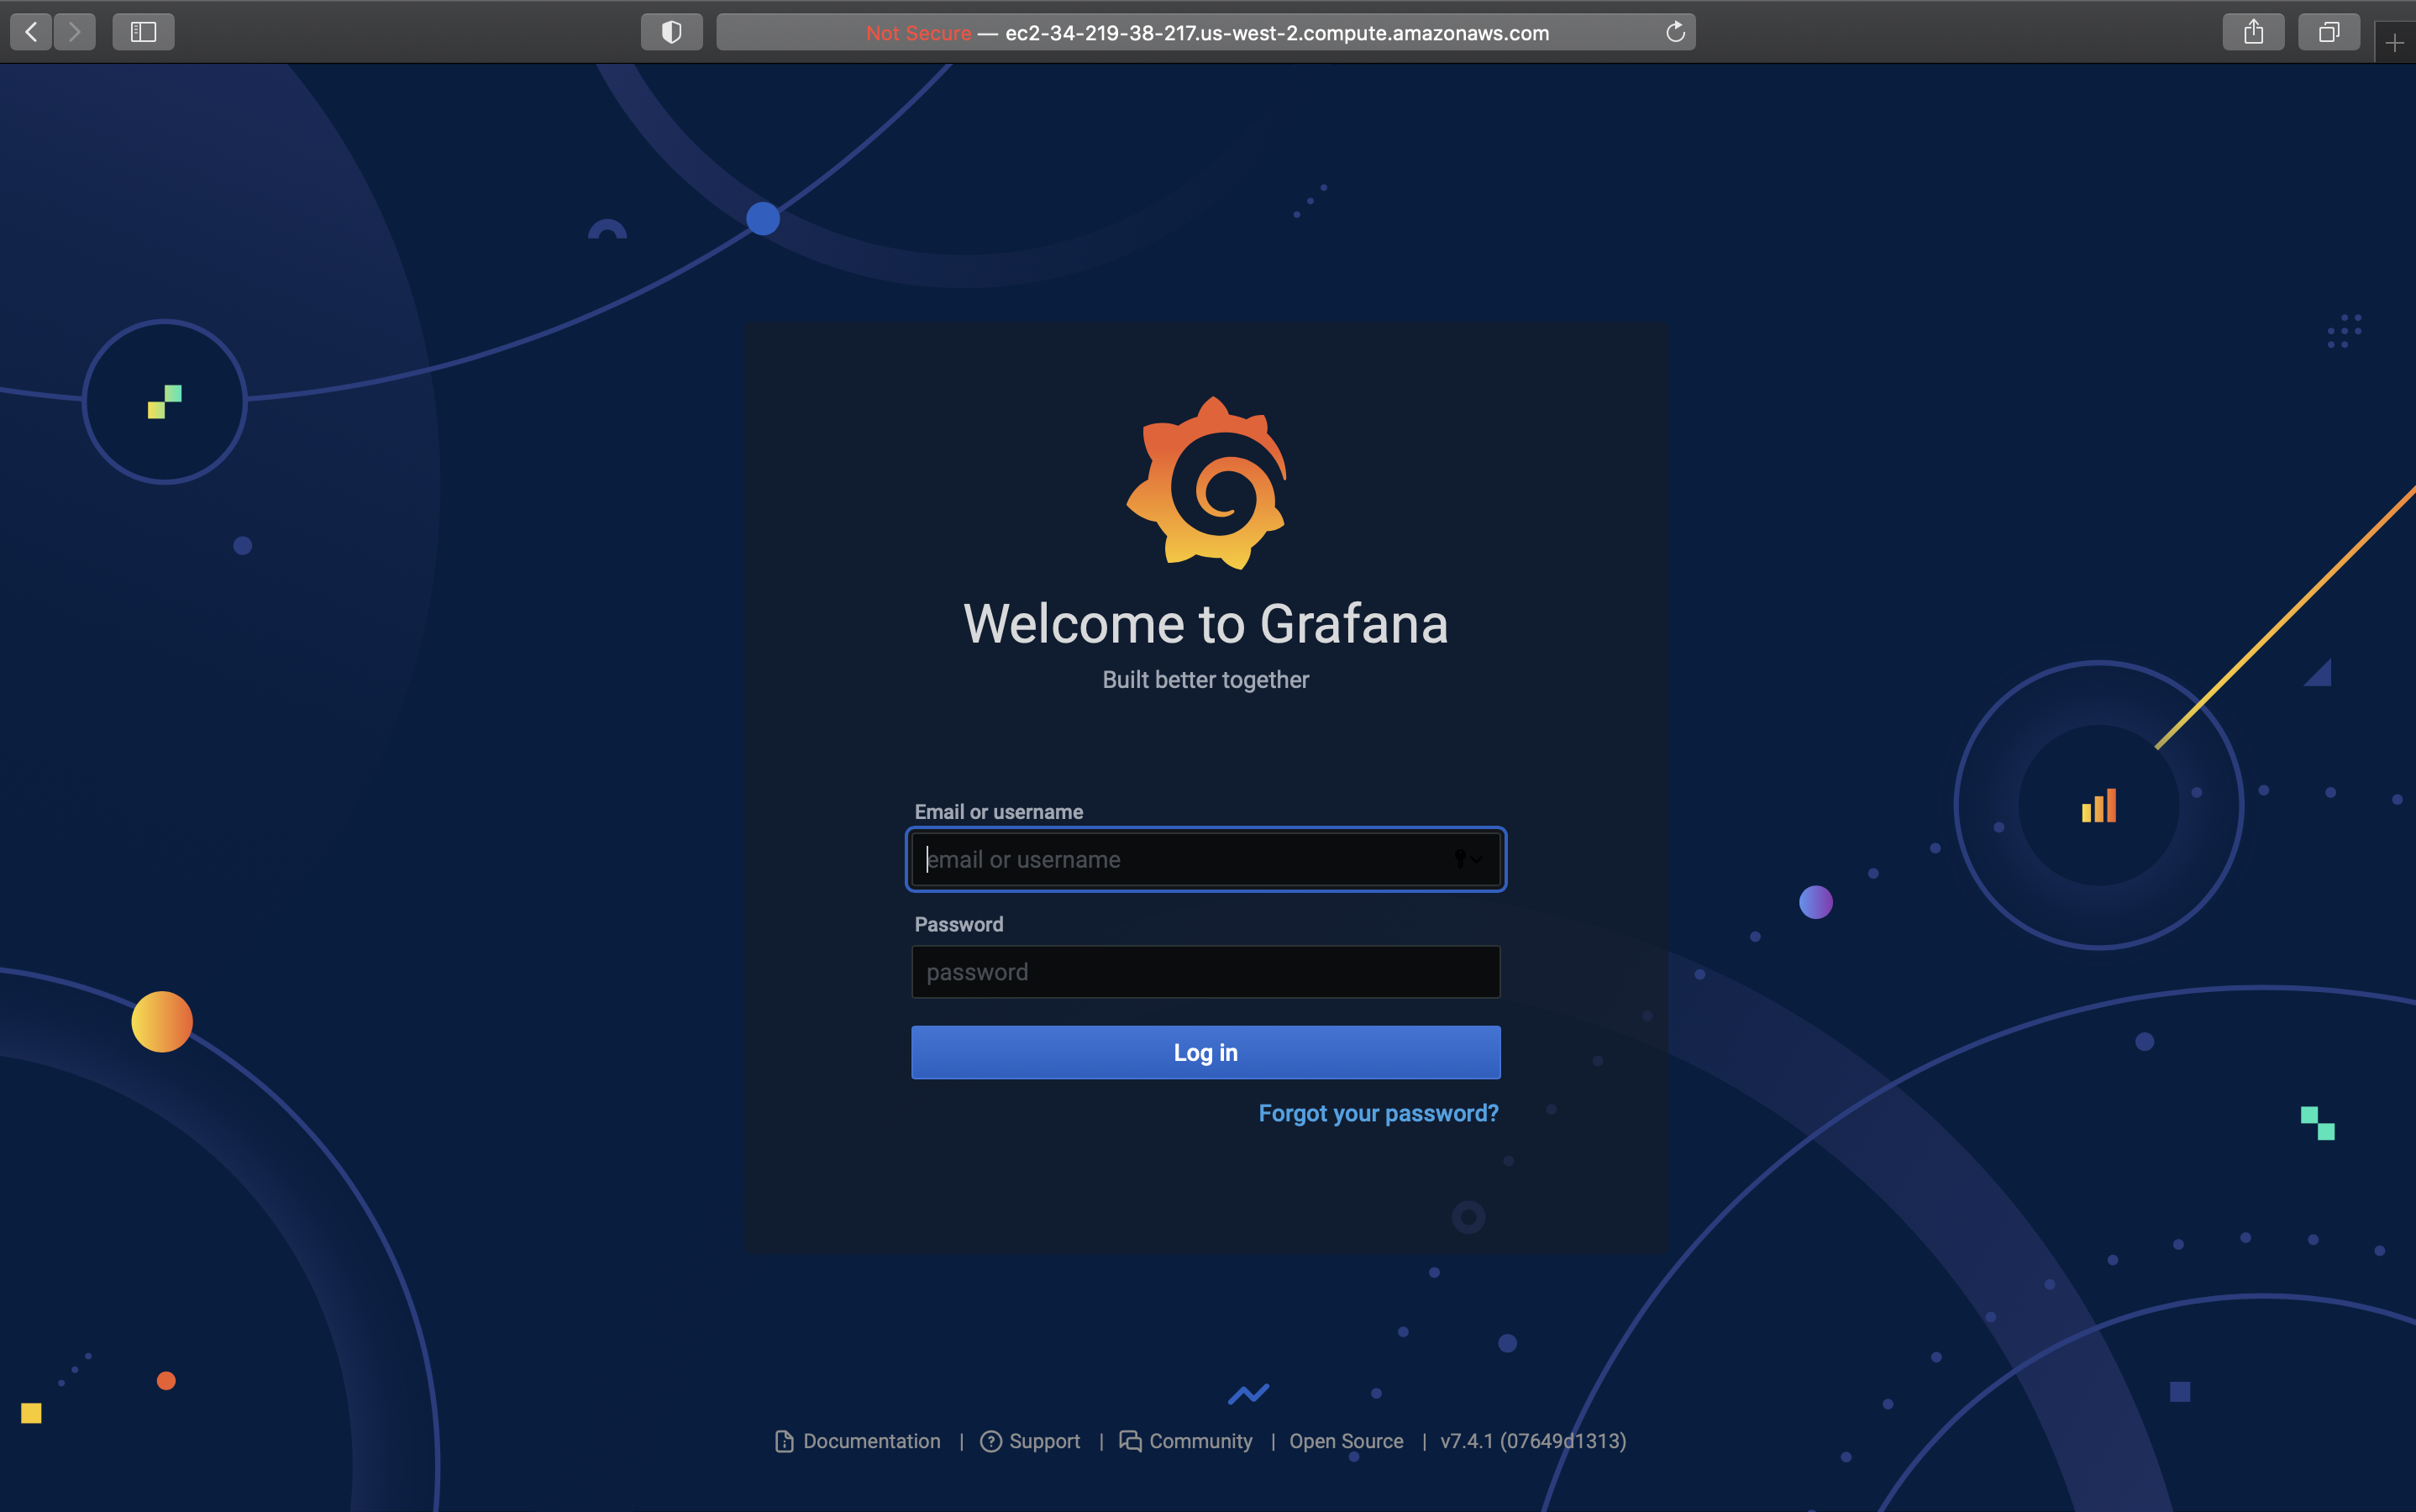 Not Secure — ec2-34-219-38-217.us-west-2.compute.amazonaws.com
Welcome to Grafana
Built better together
Email or username
email or username
Password
password
Log in
Forgot your password?
Documentation | Support | Community | Open Source | v7.4.1 (07649d1313)